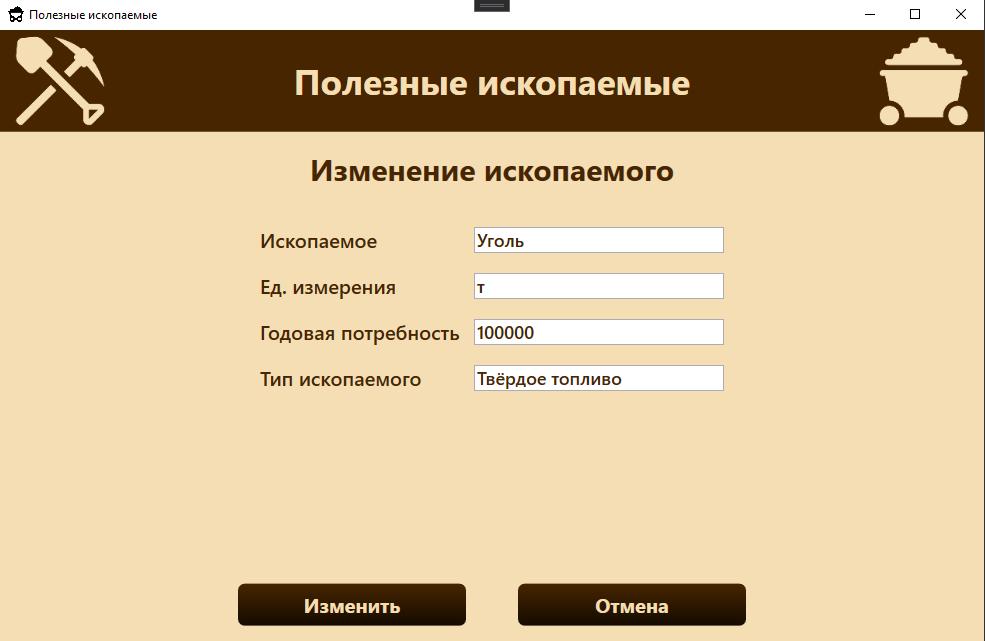 Полезные ископаемые
Полезные ископаемые
Изменение ископаемого
Ископаемое Уголь
Ед. измерения т
Годовая потребность 100000
Тип ископаемого Твёрдое топливо
Изменить Отмена